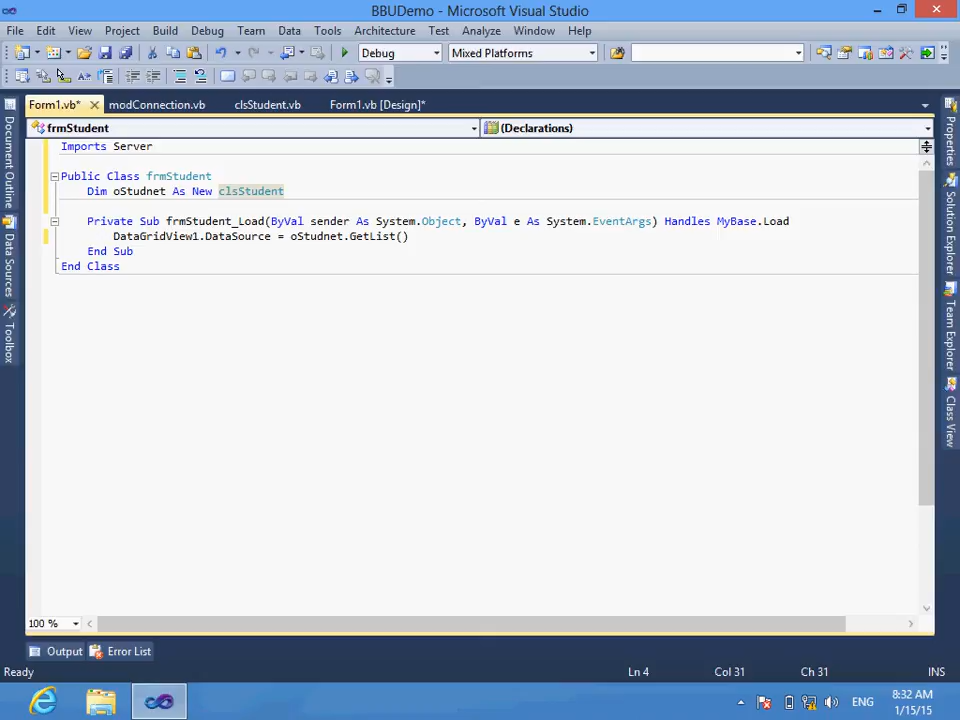 BBUDemo - Microsoft Visual Studio
File Edit View Project Build Debug Team Data Tools Architecture Test Analyze Window Help
Debug Mixed Platforms
Form1.vb* modConnection.vb clsStudent.vb Form1.vb [Design]*
frmStudent (Declarations)
Imports Server
Public Class frmStudent
Dim oStudnet As New clsStudent
Private Sub frmStudent_Load(ByVal sender As System.Object, ByVal e As System.EventArgs) Handles MyBase.Load
DataGridView1.DataSource = oStudnet.GetList()
End Sub
End Class
Document Outline
Data Sources
Toolbox
Properties
Solution Explorer
Team Explorer
Class View
100 %
Output Error List
Ready Ln 4 Col 31 Ch 31 INS
ENG 8:32 AM
1/15/15